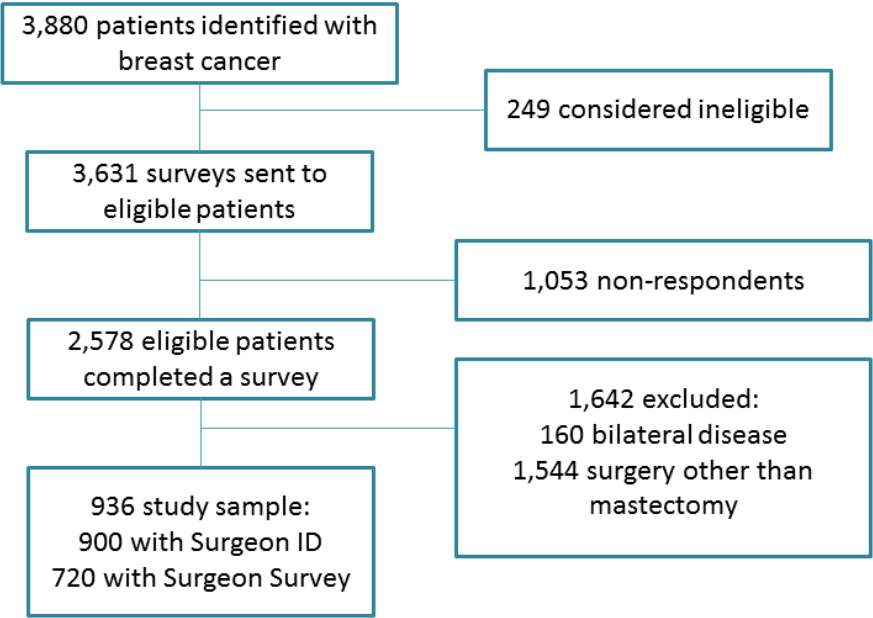 3,880 patients identified with
breast cancer
249 considered ineligible
3,631 surveys sent to
eligible patients
1,053 non-respondents
2,578 eligible patients
completed a survey
1,642 excluded:
160 bilateral disease
1,544 surgery other than
mastectomy
936 study sample:
900 with Surgeon ID
720 with Surgeon Survey